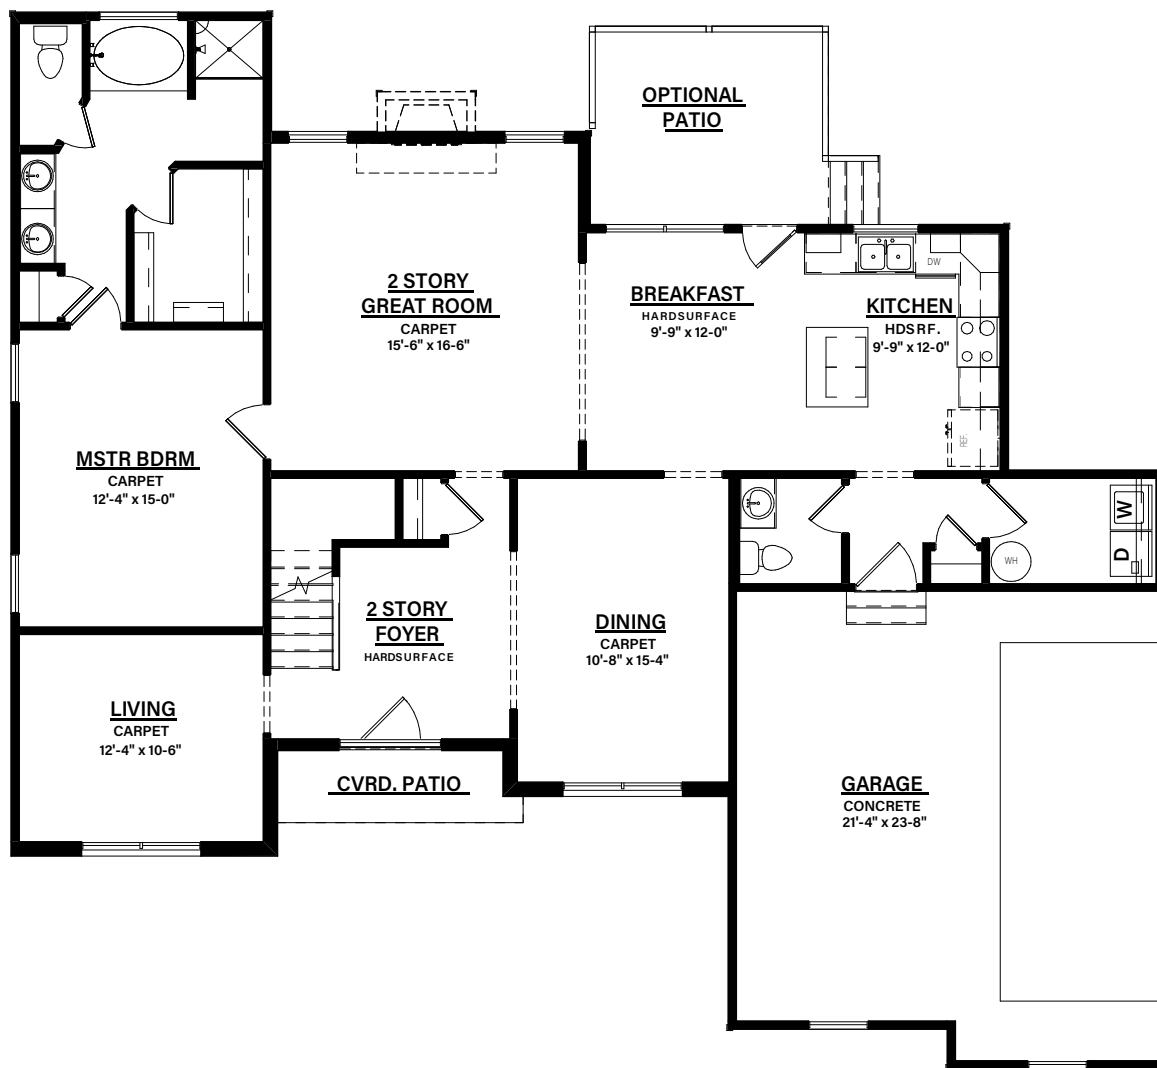 OPTIONAL
PATIO
2 STORY
GREAT ROOM
CARPET
15'-6" x 16-6"
BREAKFAST
HARDSURFACE
9'-9" x 12-0"
KITCHEN
HDSRF.
9'-9" x 12-0"
DW
REF.
MSTR BDRM
CARPET
12'-4" x 15-0"
W
D
WH
2 STORY
FOYER
HARDSURFACE
DINING
CARPET
10'-8" x 15-4"
LIVING
CARPET
12'-4" x 10-6"
CVRD. PATIO
GARAGE
CONCRETE
21'-4" x 23-8"